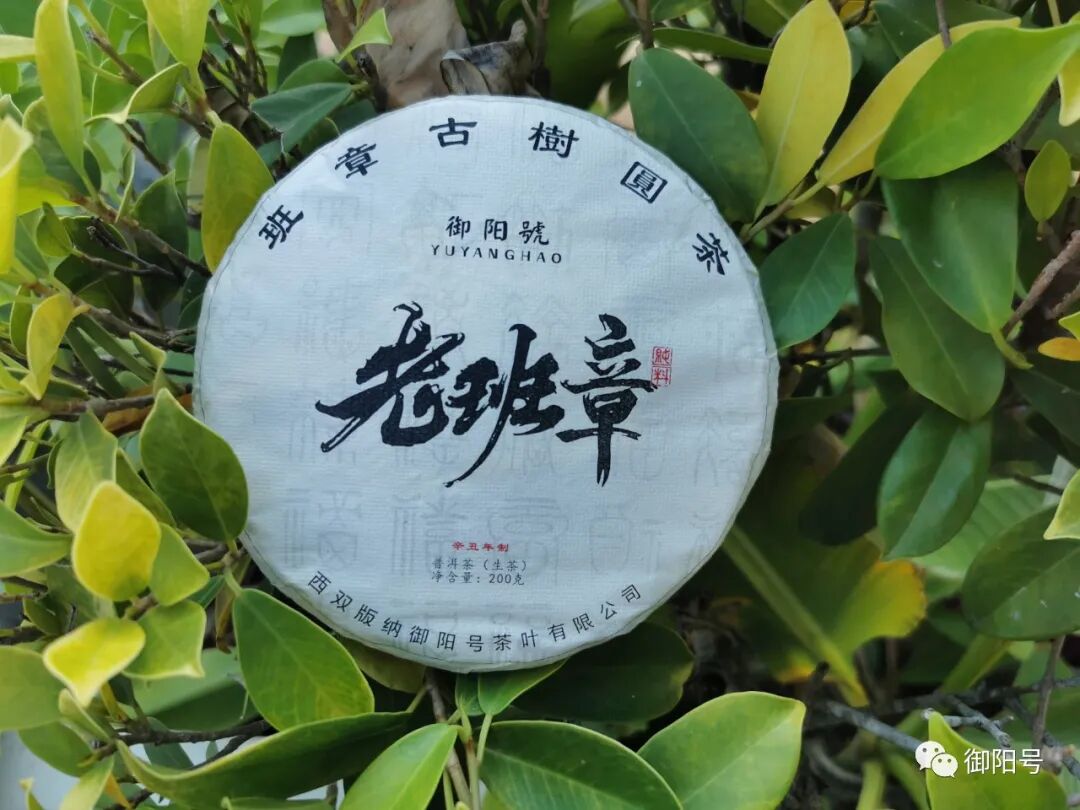 班章古樹圓茶
御阳號
YUYANGHAO
老班章
純料
辛丑年制
普洱茶（生茶）
净含量：200克
西双版纳御阳号茶叶有限公司
御阳号